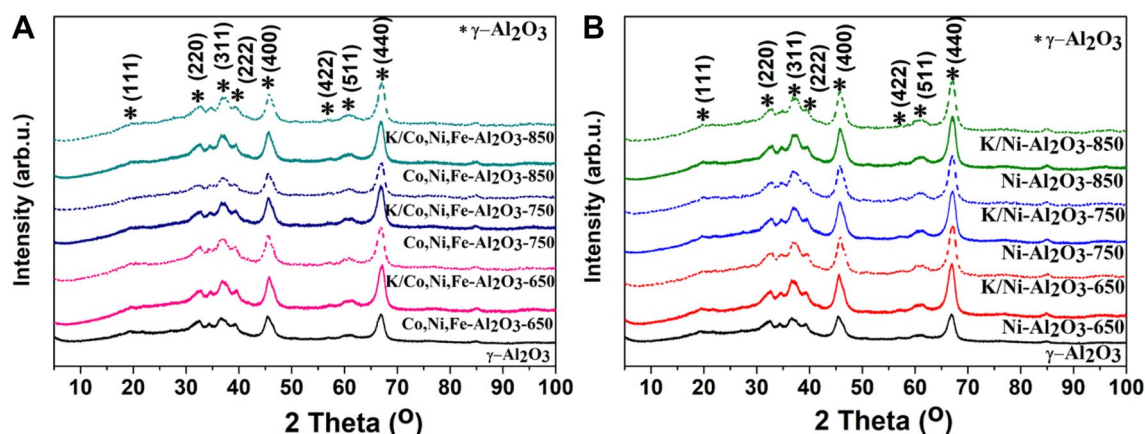 A
* γ−Al2O3
(111)
(220)
(311)
(222)
(400)
(422)
(511)
(440)
K/Co,Ni,Fe-Al2O3-850
Co,Ni,Fe-Al2O3-850
K/Co,Ni,Fe-Al2O3-750
Co,Ni,Fe-Al2O3-750
K/Co,Ni,Fe-Al2O3-650
Co,Ni,Fe-Al2O3-650
γ−Al2O3
Intensity (arb.u.)
10 20 30 40 50 60 70 80 90 100
2 Theta (O)
B
* γ−Al2O3
(111)
(220)
(311)
(222)
(400)
(422)
(511)
(440)
K/Ni-Al2O3-850
Ni-Al2O3-850
K/Ni-Al2O3-750
Ni-Al2O3-750
K/Ni-Al2O3-650
Ni-Al2O3-650
γ−Al2O3
Intensity (arb.u.)
10 20 30 40 50 60 70 80 90 100
2 Theta (O)